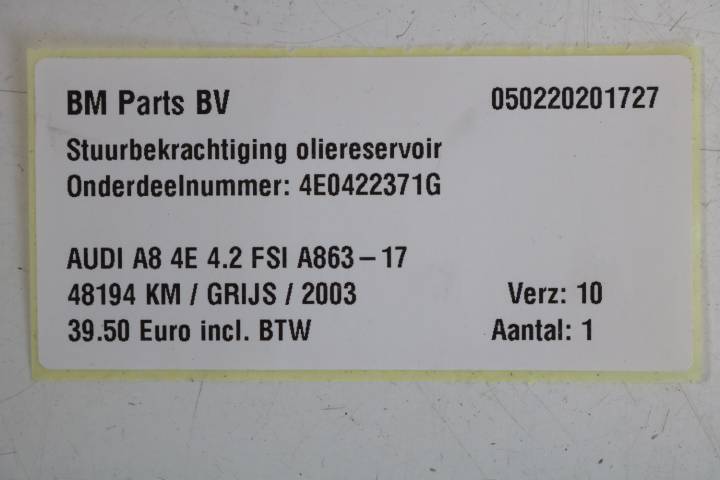 BM Parts BV 050220201727
Stuurbekrachtiging oliereservoir
Onderdeelnummer: 4E0422371G
AUDI A8 4E 4.2 FSI A863-17
48194 KM / GRIJS / 2003 Verz: 10
39.50 Euro incl. BTW Aantal: 1